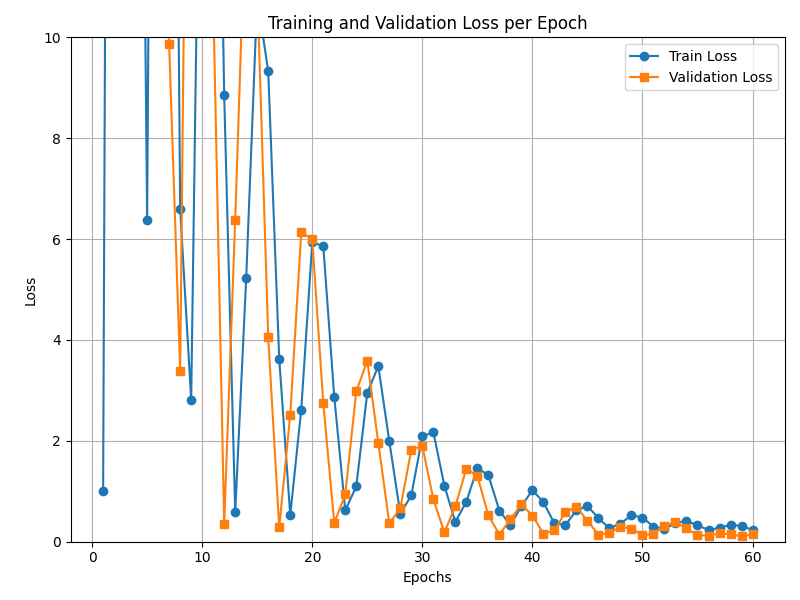 Training and Validation Loss per Epoch
Train Loss
Validation Loss
10
8
6
4
2
0
Loss
0 10 20 30 40 50 60
Epochs